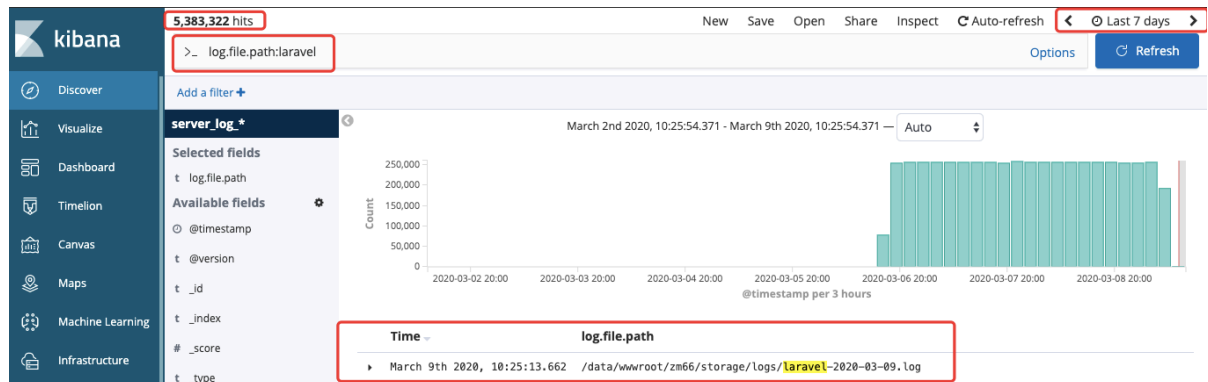 kibana
Discover
Visualize
Dashboard
Timelion
Canvas
Maps
Machine Learning
Infrastructure
5,383,322 hits
New Save Open Share Inspect Auto-refresh Last 7 days
>_ log.file.path:laravel
Options Refresh
Add a filter +
server_log_*
Selected fields
t log.file.path
Available fields
@timestamp
t @version
t _id
t _index
# _score
t _type
March 2nd 2020, 10:25:54.371 - March 9th 2020, 10:25:54.371 — Auto
Count
250,000
200,000
150,000
100,000
50,000
0
2020-03-02 20:00 2020-03-03 20:00 2020-03-04 20:00 2020-03-05 20:00 2020-03-06 20:00 2020-03-07 20:00 2020-03-08 20:00
@timestamp per 3 hours
Time log.file.path
March 9th 2020, 10:25:13.662 /data/wwwroot/zm66/storage/logs/laravel-2020-03-09.log